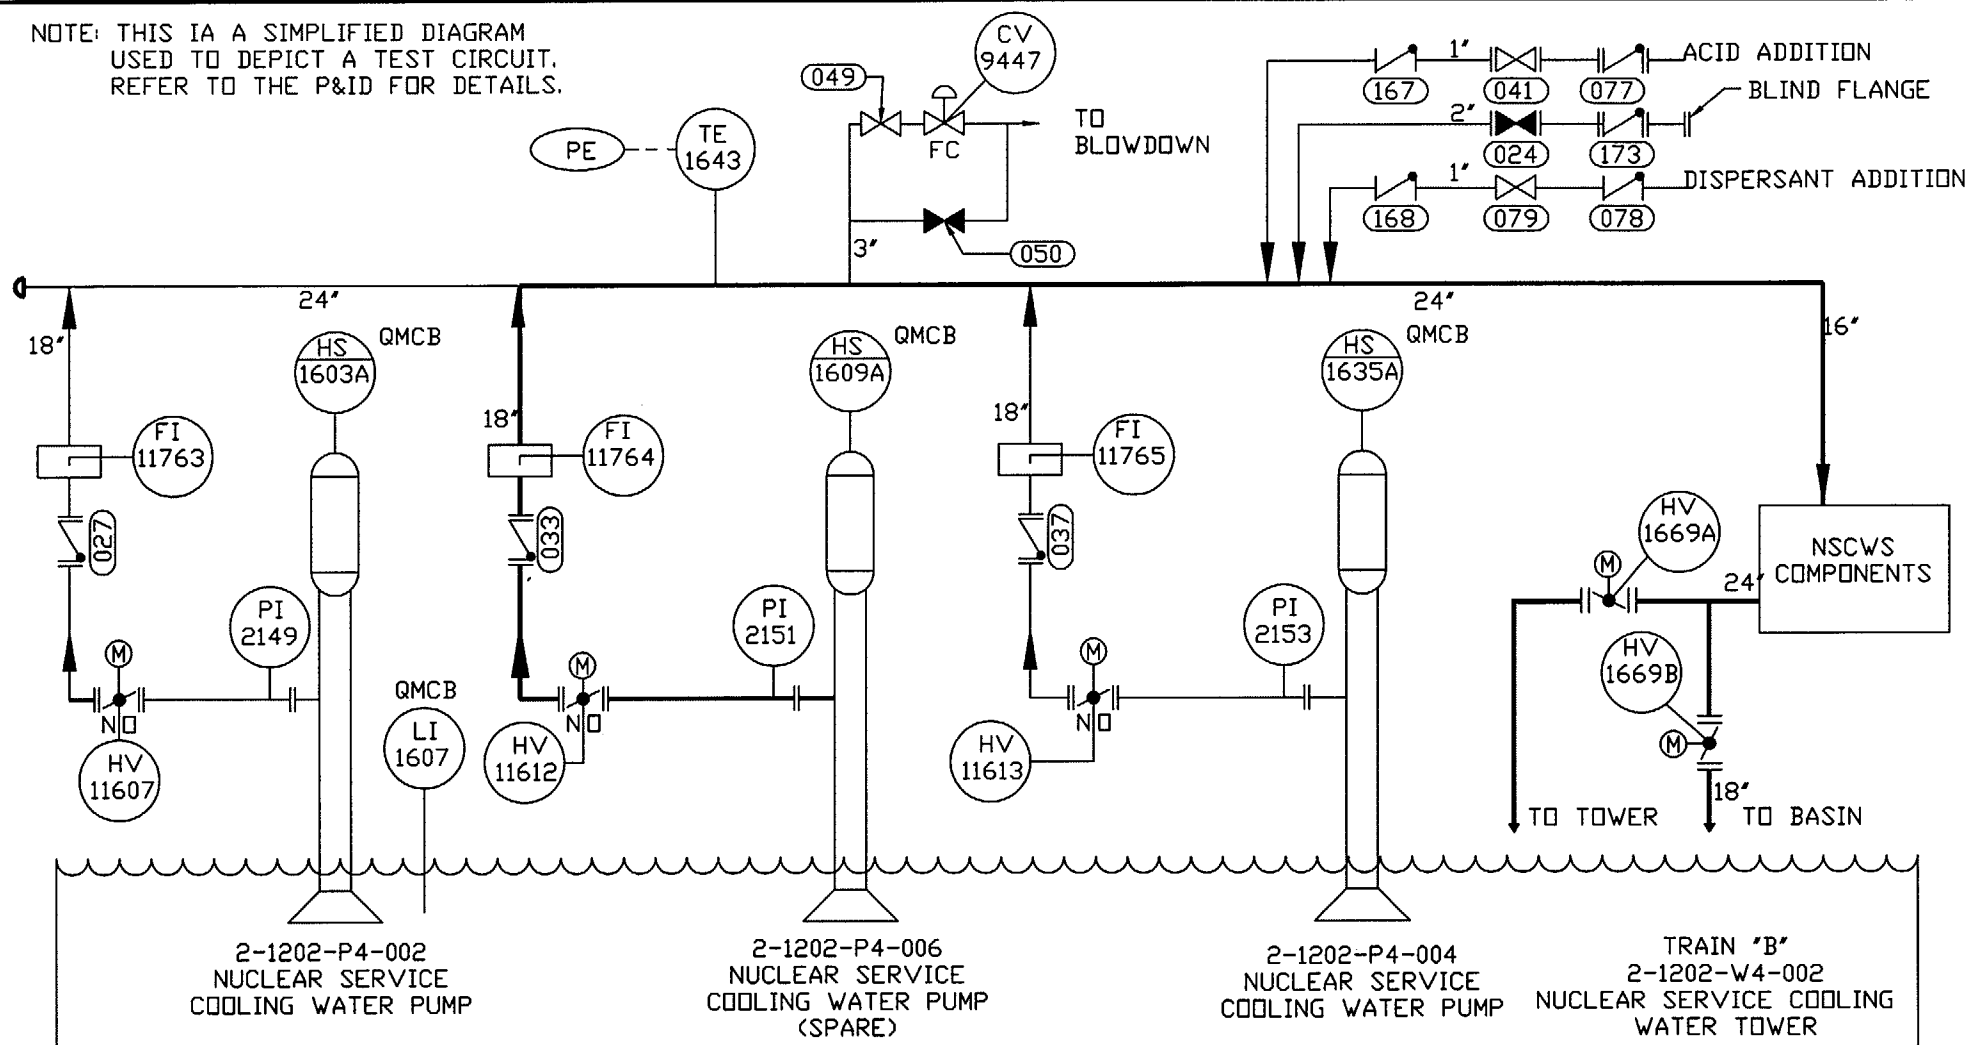 NOTE: THIS IA A SIMPLIFIED DIAGRAM
USED TO DEPICT A TEST CIRCUIT.
REFER TO THE P&ID FOR DETAILS.
CV
9447
049
FC
TO
BLOWDOWN
050
3"
PE
TE
1643
167
1"
041
077
ACID ADDITION
2"
024
173
BLIND FLANGE
168
1"
079
078
DISPERSANT ADDITION
24"
24"
16"
18"
HS
1603A
QMCB
FI
11763
027
PI
2149
M
NO
HV
11607
QMCB
LI
1607
18"
HS
1609A
QMCB
FI
11764
033
PI
2151
M
NO
HV
11612
18"
HS
1635A
QMCB
FI
11765
037
PI
2153
M
NO
HV
11613
HV
1669A
M
24"
NSCWS
COMPONENTS
HV
1669B
M
18"
TO TOWER
TO BASIN
2-1202-P4-002
NUCLEAR SERVICE
COOLING WATER PUMP
2-1202-P4-006
NUCLEAR SERVICE
COOLING WATER PUMP
(SPARE)
2-1202-P4-004
NUCLEAR SERVICE
COOLING WATER PUMP
TRAIN "B"
2-1202-W4-002
NUCLEAR SERVICE COOLING
WATER TOWER